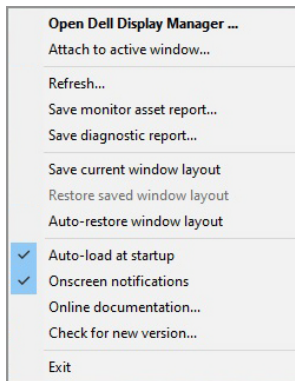 Open Dell Display Manager ...
Attach to active window...
Refresh...
Save monitor asset report...
Save diagnostic report...
Save current window layout
Restore saved window layout
Auto-restore window layout
Auto-load at startup
Onscreen notifications
Online documentation...
Check for new version...
Exit